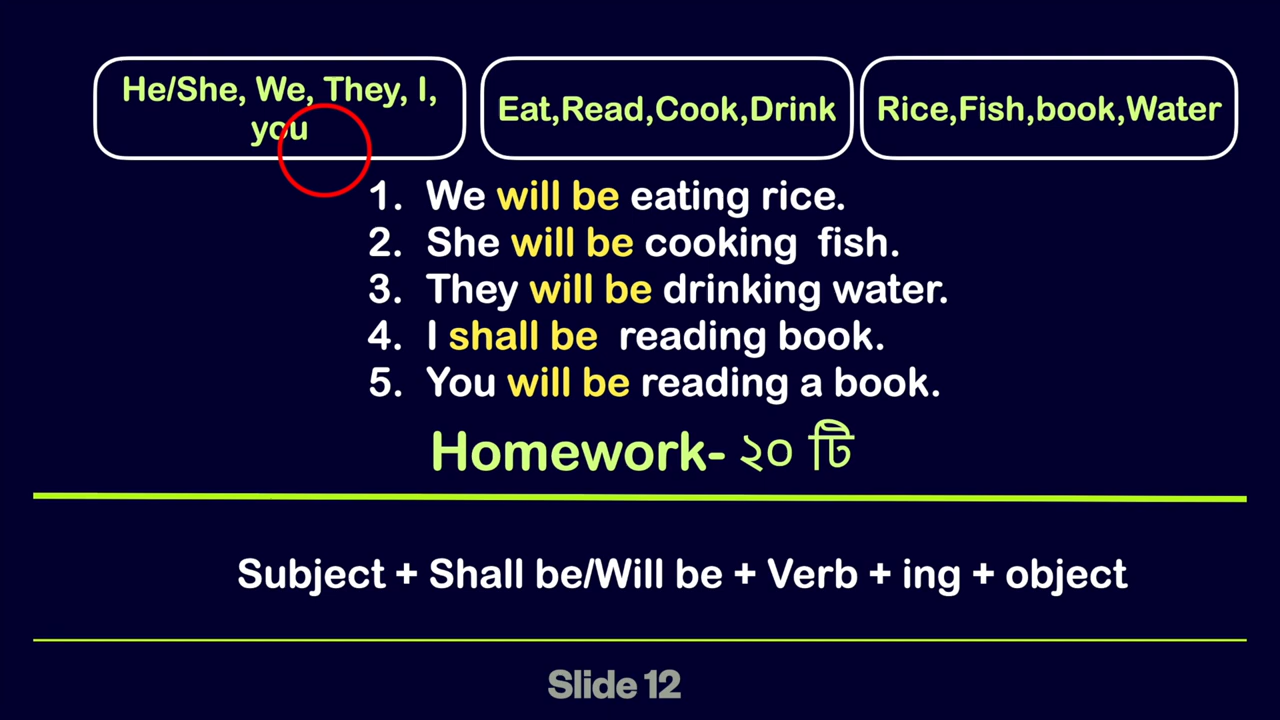 He/She, We, They, I,
you
Eat,Read,Cook,Drink
Rice,Fish,book,Water
1. We will be eating rice.
2. She will be cooking fish.
3. They will be drinking water.
4. I shall be reading book.
5. You will be reading a book.
Homework- ২০ টি
Subject + Shall be/Will be + Verb + ing + object
Slide 12